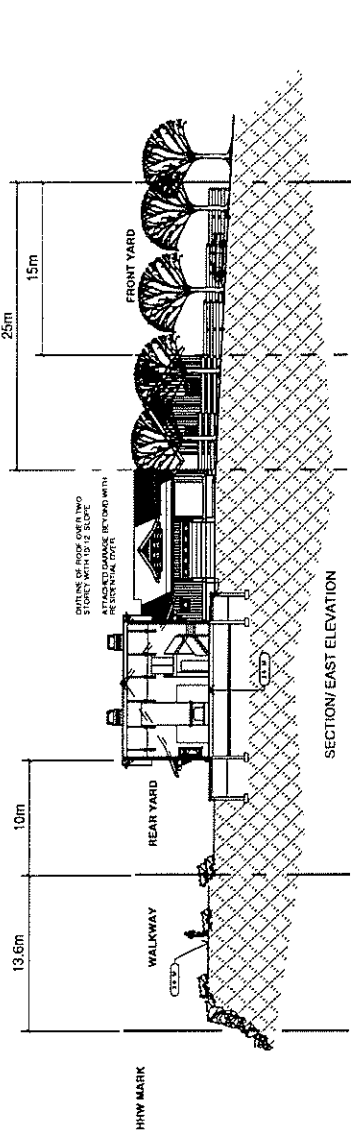 25m
15m
FRONT YARD
OUTLINE OF ROOF OVER TWO
STOREY WITH 10/12 SLOPE
ATTACHED GARAGE BEYOND WITH
RESIDENTIAL OVER
10m
REAR YARD
13.6m
WALKWAY
HHW MARK
SECTION/ EAST ELEVATION